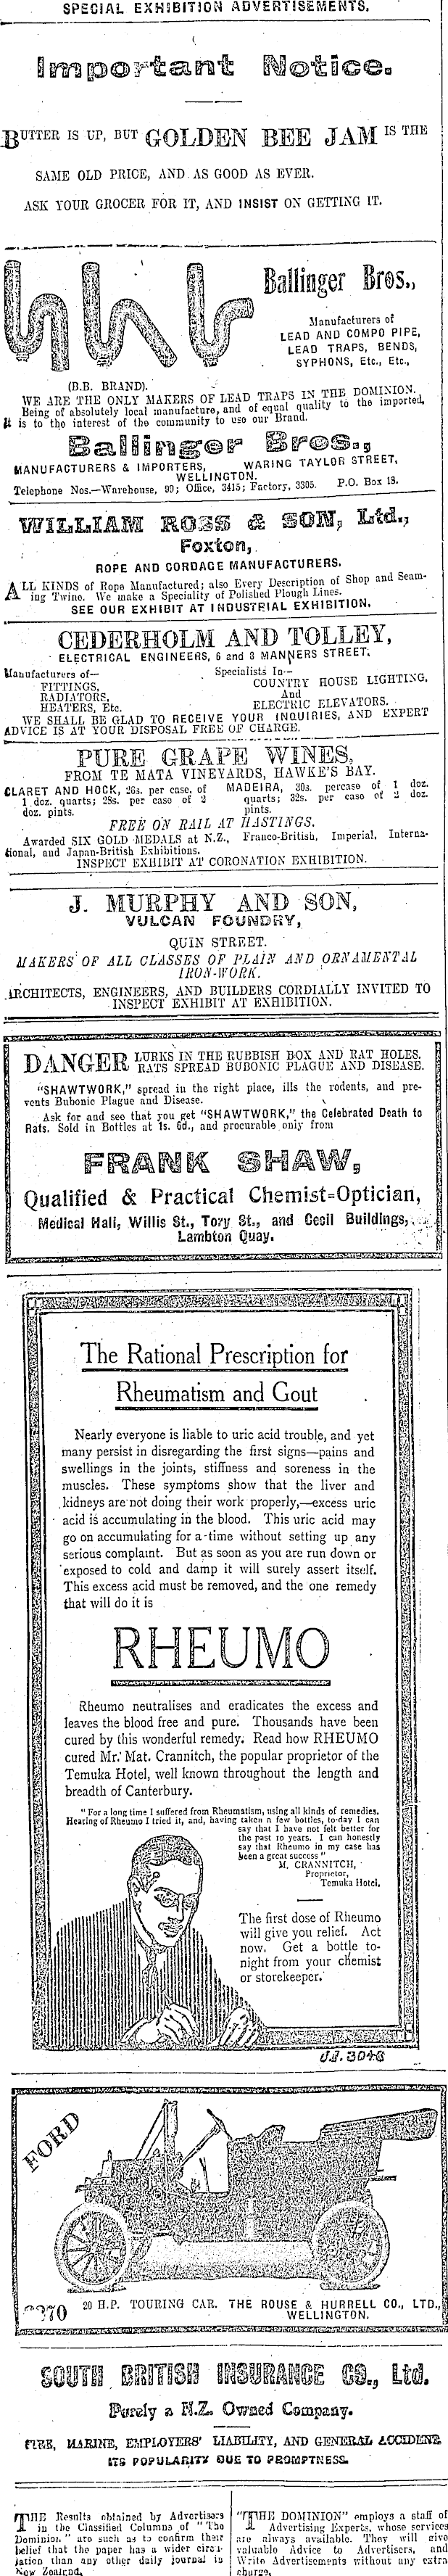 SPECIAL EXHIBITION ADVERTISEMENTS.
Important Notice.
BUTTER IS UP, BUT GOLDEN BEE JAM IS THE
SAME OLD PRICE, AND AS GOOD AS EVER.
ASK YOUR GROCER FOR IT, AND INSIST ON GETTING IT.
Ballinger Bros.,
Manufacturers of
LEAD AND COMPO PIPE,
LEAD TRAPS, BENDS,
SYPHONS, Etc., Etc.,
(B.B. BRAND).
WE ARE THE ONLY MAKERS OF LEAD TRAPS IN THE DOMINION.
Being of absolutely local manufacture, and of equal quality to the imported,
it is to the interest of the community to use our Brand.
Ballinger Bros.,
MANUFACTURERS & IMPORTERS, WARING TAYLOR STREET,
WELLINGTON.
Telephone Nos.—Warehouse, 99; Office, 3415; Factory, 3305. P.O. Box 13.
WILLIAM ROSS & SON, Ltd.,
Foxton,
ROPE AND CORDAGE MANUFACTURERS.
ALL KINDS of Rope Manufactured; also Every Description of Shop and Seam-
ing Twine. We make a Speciality of Polished Plough Lines.
SEE OUR EXHIBIT AT INDUSTRIAL EXHIBITION.
CEDERHOLM AND TOLLEY,
ELECTRICAL ENGINEERS, 6 and 8 MANNERS STREET.
Manufacturers of—
FITTINGS,
RADIATORS,
HEATERS, Etc.
Specialists In—
COUNTRY HOUSE LIGHTING,
And
ELECTRIC ELEVATORS.
WE SHALL BE GLAD TO RECEIVE YOUR INQUIRIES, AND EXPERT
ADVICE IS AT YOUR DISPOSAL FREE OF CHARGE.
PURE GRAPE WINES,
FROM TE MATA VINEYARDS, HAWKE'S BAY.
CLARET AND HOCK, 26s. per case of
1 doz. quarts; 28s. per case of 2
doz. pints.
MADEIRA, 30s. per case of 1 doz.
quarts; 32s. per case of 2 doz.
pints.
FREE ON RAIL AT HASTINGS.
Awarded SIX GOLD MEDALS at N.Z., Franco-British, Imperial, Interna-
tional, and Japan-British Exhibitions.
INSPECT EXHIBIT AT CORONATION EXHIBITION.
J. MURPHY AND SON,
VULCAN FOUNDRY,
QUIN STREET.
MAKERS OF ALL CLASSES OF PLAIN AND ORNAMENTAL
IRON-WORK.
ARCHITECTS, ENGINEERS, AND BUILDERS CORDIALLY INVITED TO
INSPECT EXHIBIT AT EXHIBITION.
DANGER LURKS IN THE RUBBISH BOX AND RAT HOLES.
RATS SPREAD BUBONIC PLAGUE AND DISEASE.
"SHAWTWORK," spread in the right place, ills the rodents, and pre-
vents Bubonic Plague and Disease.
Ask for and see that you get "SHAWTWORK," the Celebrated Death to
Rats. Sold in Bottles at 1s. 6d., and procurable only from
FRANK SHAW,
Qualified & Practical Chemist-Optician,
Medical Hall, Willis St., Tory St., and Cecil Buildings,
Lambton Quay.
The Rational Prescription for
Rheumatism and Gout
Nearly everyone is liable to uric acid trouble, and yet
many persist in disregarding the first signs—pains and
swellings in the joints, stiffness and soreness in the
muscles. These symptoms show that the liver and
kidneys are not doing their work properly,—excess uric
acid is accumulating in the blood. This uric acid may
go on accumulating for a time without setting up any
serious complaint. But as soon as you are run down or
exposed to cold and damp it will surely assert itself.
This excess acid must be removed, and the one remedy
that will do it is
RHEUMO
Rheumo neutralises and eradicates the excess and
leaves the blood free and pure. Thousands have been
cured by this wonderful remedy. Read how RHEUMO
cured Mr. Mat. Crannitch, the popular proprietor of the
Temuka Hotel, well known throughout the length and
breadth of Canterbury.
"For a long time I suffered from Rheumatism, using all kinds of remedies.
Hearing of Rheumo I tried it, and, having taken a few bottles, to-day I can
say that I have not felt better for
the past 10 years. I can honestly
say that Rheumo in my case has
been a great success"
M. CRANNITCH,
Proprietor,
Temuka Hotel.
The first dose of Rheumo
will give you relief. Act
now. Get a bottle to-
night from your chemist
or storekeeper.
FORD
20 H.P. TOURING CAR. THE ROUSE & HURRELL CO., LTD.,
WELLINGTON.
SOUTH BRITISH INSURANCE CO., Ltd.
Purely a N.Z. Owned Company.
FIRE, MARINE, EMPLOYERS' LIABILITY, AND GENERAL ACCIDENT.
ITS POPULARITY DUE TO PROMPTNESS.
THE Results obtained by Advertisers
in the Classified Columns of "The
Dominion" are such as to confirm their
belief that the paper has a wider circu-
lation than any other daily journal in
New Zealand.
"THE DOMINION" employs a staff of
Advertising Experts, whose services
are always available. They will give
valuable Advice to Advertisers, and
Write Advertisements without any extra
charge.